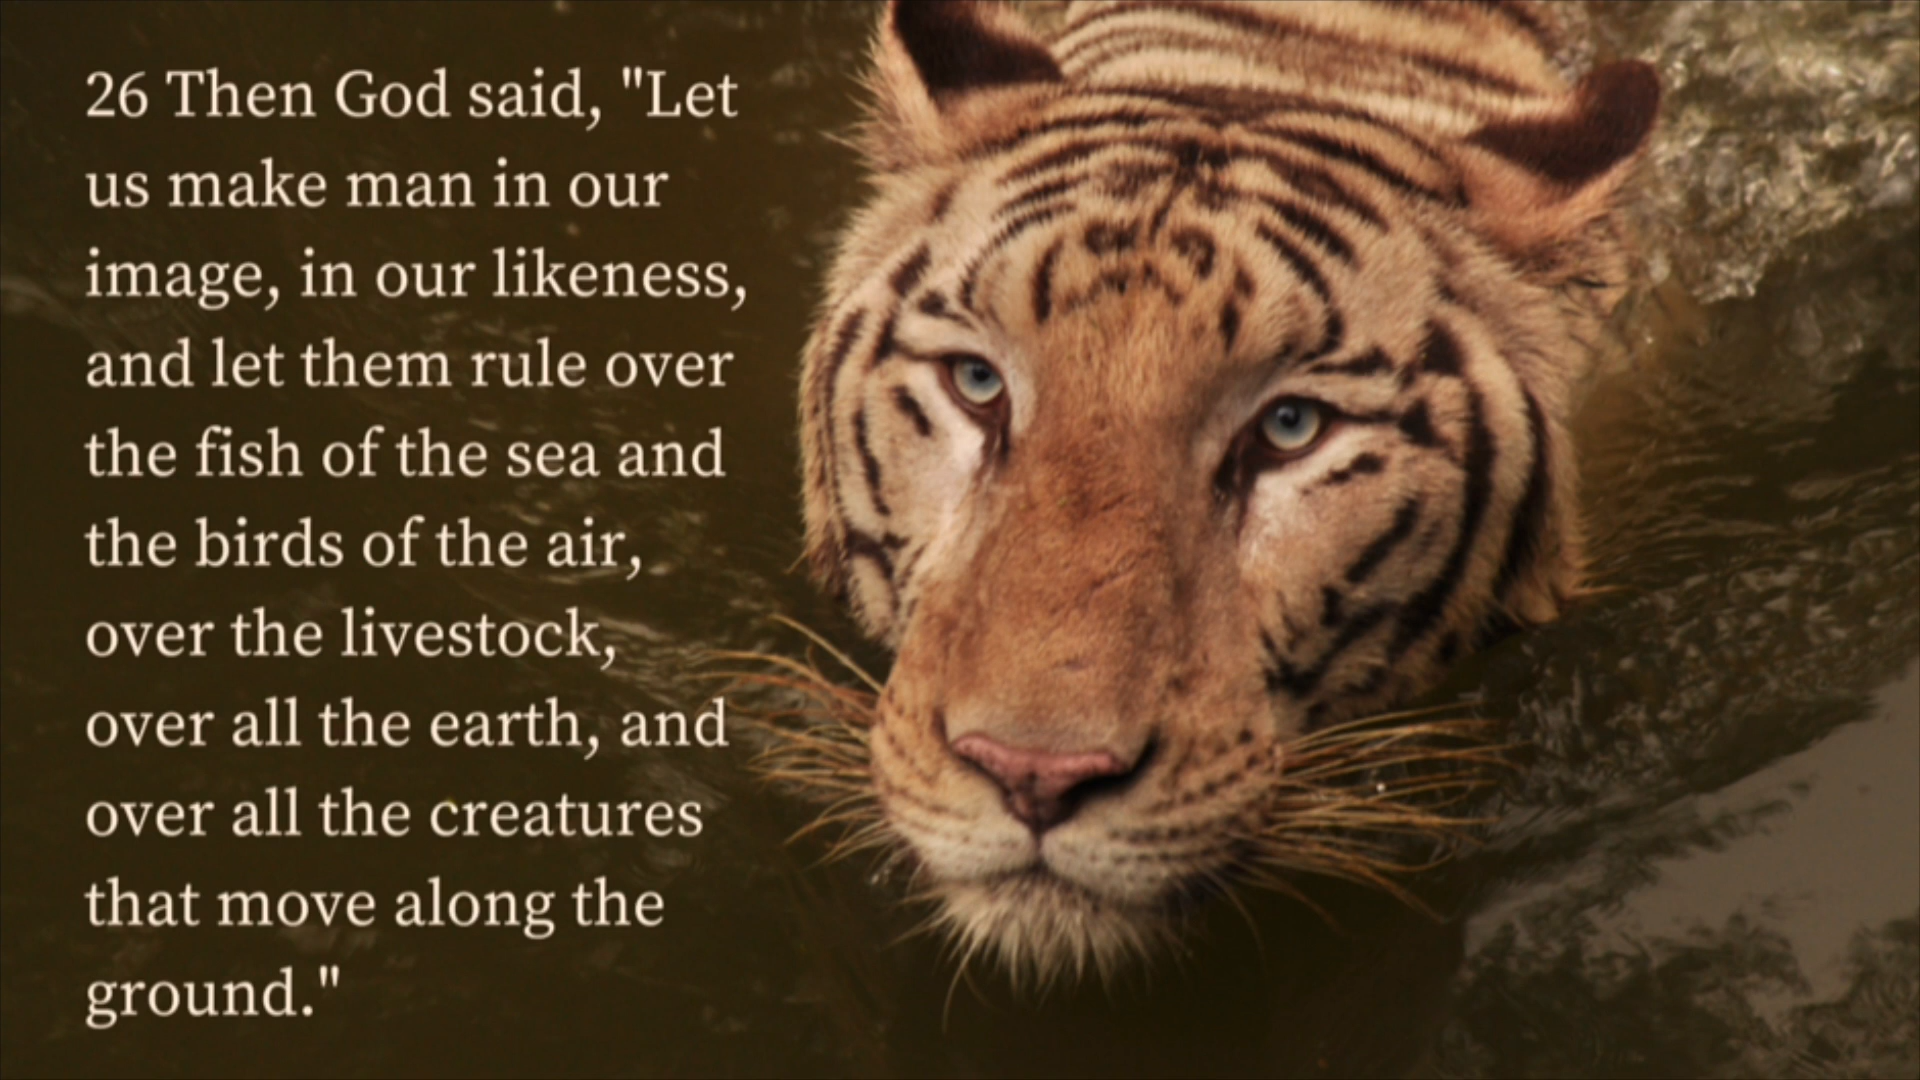 26 Then God said, "Let
us make man in our
image, in our likeness,
and let them rule over
the fish of the sea and
the birds of the air,
over the livestock,
over all the earth, and
over all the creatures
that move along the
ground."